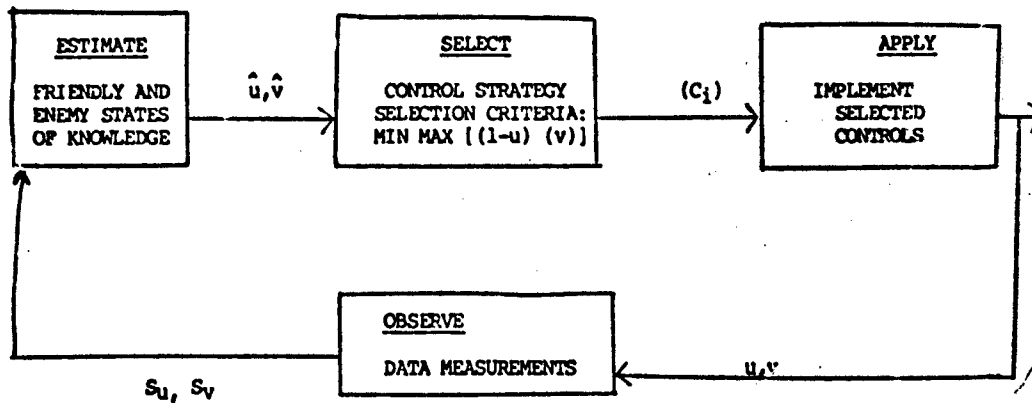 ESTIMATE
FRIENDLY AND
ENEMY STATES
OF KNOWLEDGE
û,v̂
SELECT
CONTROL STRATEGY
SELECTION CRITERIA:
MIN MAX [(1-u) (v)]
(Ci)
APPLY
IMPLEMENT
SELECTED
CONTROLS
OBSERVE
DATA MEASUREMENTS
u,v
Su, Sv